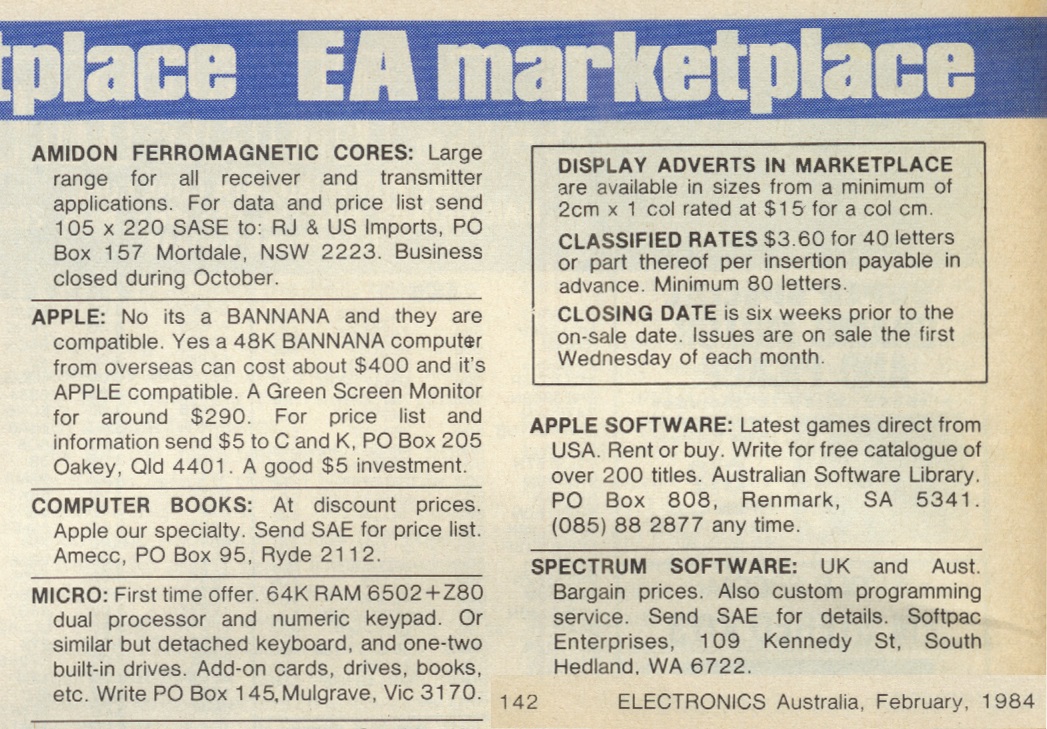 tplace EA marketplace
AMIDON FERROMAGNETIC CORES: Large
range for all receiver and transmitter
applications. For data and price list send
105 x 220 SASE to: RJ & US Imports, PO
Box 157 Mortdale, NSW 2223. Business
closed during October.
APPLE: No its a BANNANA and they are
compatible. Yes a 48K BANNANA computer
from overseas can cost about $400 and it's
APPLE compatible. A Green Screen Monitor
for around $290. For price list and
information send $5 to C and K, PO Box 205
Oakey, Qld 4401. A good $5 investment.
COMPUTER BOOKS: At discount prices.
Apple our specialty. Send SAE for price list.
Amecc, PO Box 95, Ryde 2112.
MICRO: First time offer. 64K RAM 6502+Z80
dual processor and numeric keypad. Or
similar but detached keyboard, and one-two
built-in drives. Add-on cards, drives, books,
etc. Write PO Box 145, Mulgrave, Vic 3170.
DISPLAY ADVERTS IN MARKETPLACE
are available in sizes from a minimum of
2cm x 1 col rated at $15 for a col cm.
CLASSIFIED RATES $3.60 for 40 letters
or part thereof per insertion payable in
advance. Minimum 80 letters.
CLOSING DATE is six weeks prior to the
on-sale date. Issues are on sale the first
Wednesday of each month.
APPLE SOFTWARE: Latest games direct from
USA. Rent or buy. Write for free catalogue of
over 200 titles. Australian Software Library.
PO Box 808, Renmark, SA 5341.
(085) 88 2877 any time.
SPECTRUM SOFTWARE: UK and Aust.
Bargain prices. Also custom programming
service. Send SAE for details. Softpac
Enterprises, 109 Kennedy St, South
Hedland, WA 6722.
142 ELECTRONICS Australia, February, 1984